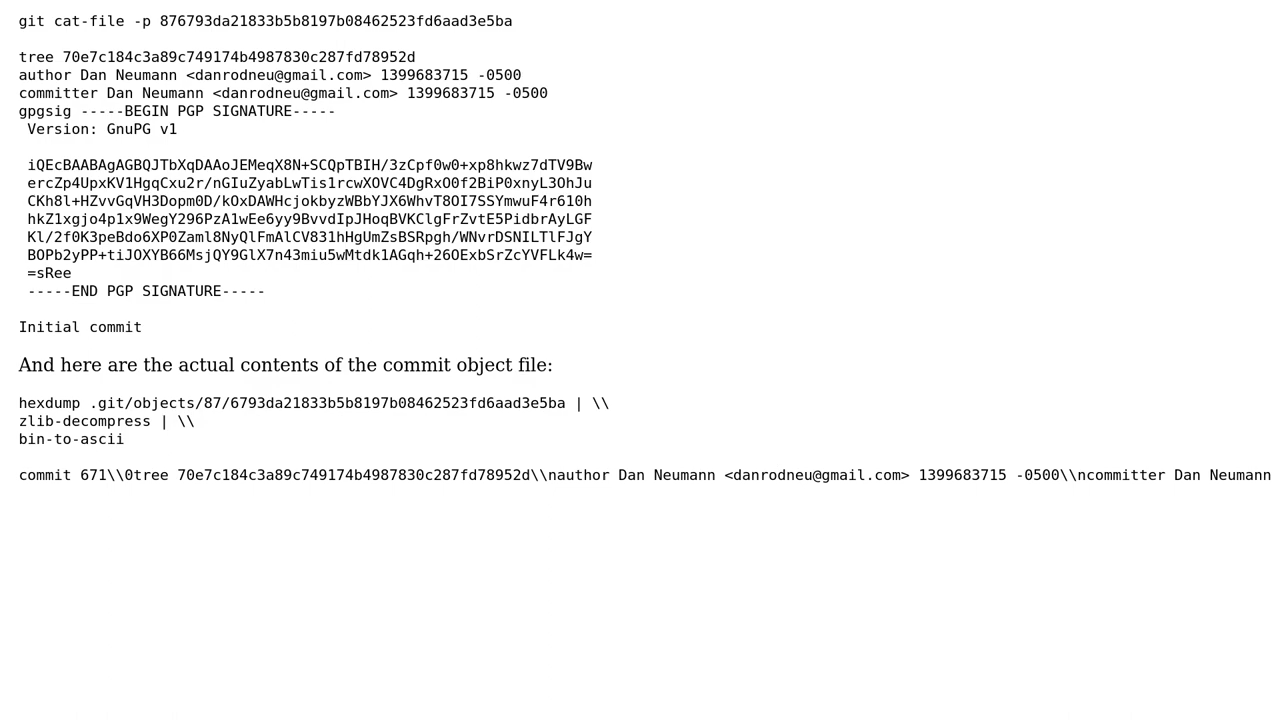 git cat-file -p 876793da21833b5b8197b08462523fd6aad3e5ba
tree 70e7c184c3a89c749174b4987830c287fd78952d
author Dan Neumann <danrodneu@gmail.com> 1399683715 -0500
committer Dan Neumann <danrodneu@gmail.com> 1399683715 -0500
gpgsig -----BEGIN PGP SIGNATURE-----
Version: GnuPG v1
iQEcBAABAgAGBQJTbXqDAAoJEMeqX8N+SCQpTBIH/3zCpf0w0+xp8hkwz7dTV9Bw
ercZp4UpxKV1HgqCxu2r/nGIuZyabLwTis1rcwXOVC4DgRxO0f2BiP0xnyL3OhJu
CKh8l+HZvvGqVH3Dopm0D/kOxDAWHcjokbyzWBbYJX6WhvT8OI7SSYmwuF4r610h
hkZ1xgjo4p1x9WegY296PzA1wEe6yy9BvvdIpJHoqBVKClgFrZvtE5PidbrAyLGF
Kl/2f0K3peBdo6XP0Zaml8NyQlFmAlCV831hHgUmZsBSRpgh/WNvrDSNILTlFJgY
BOPb2yPP+tiJOXYB66MsjQY9GlX7n43miu5wMtdk1AGqh+26OExbSrZcYVFLk4w=
=sRee
-----END PGP SIGNATURE-----
Initial commit
And here are the actual contents of the commit object file:
hexdump .git/objects/87/6793da21833b5b8197b08462523fd6aad3e5ba | \\
zlib-decompress | \\
bin-to-ascii
commit 671\\0tree 70e7c184c3a89c749174b4987830c287fd78952d\\nauthor Dan Neumann <danrodneu@gmail.com> 1399683715 -0500\\ncommitter Dan Neumann